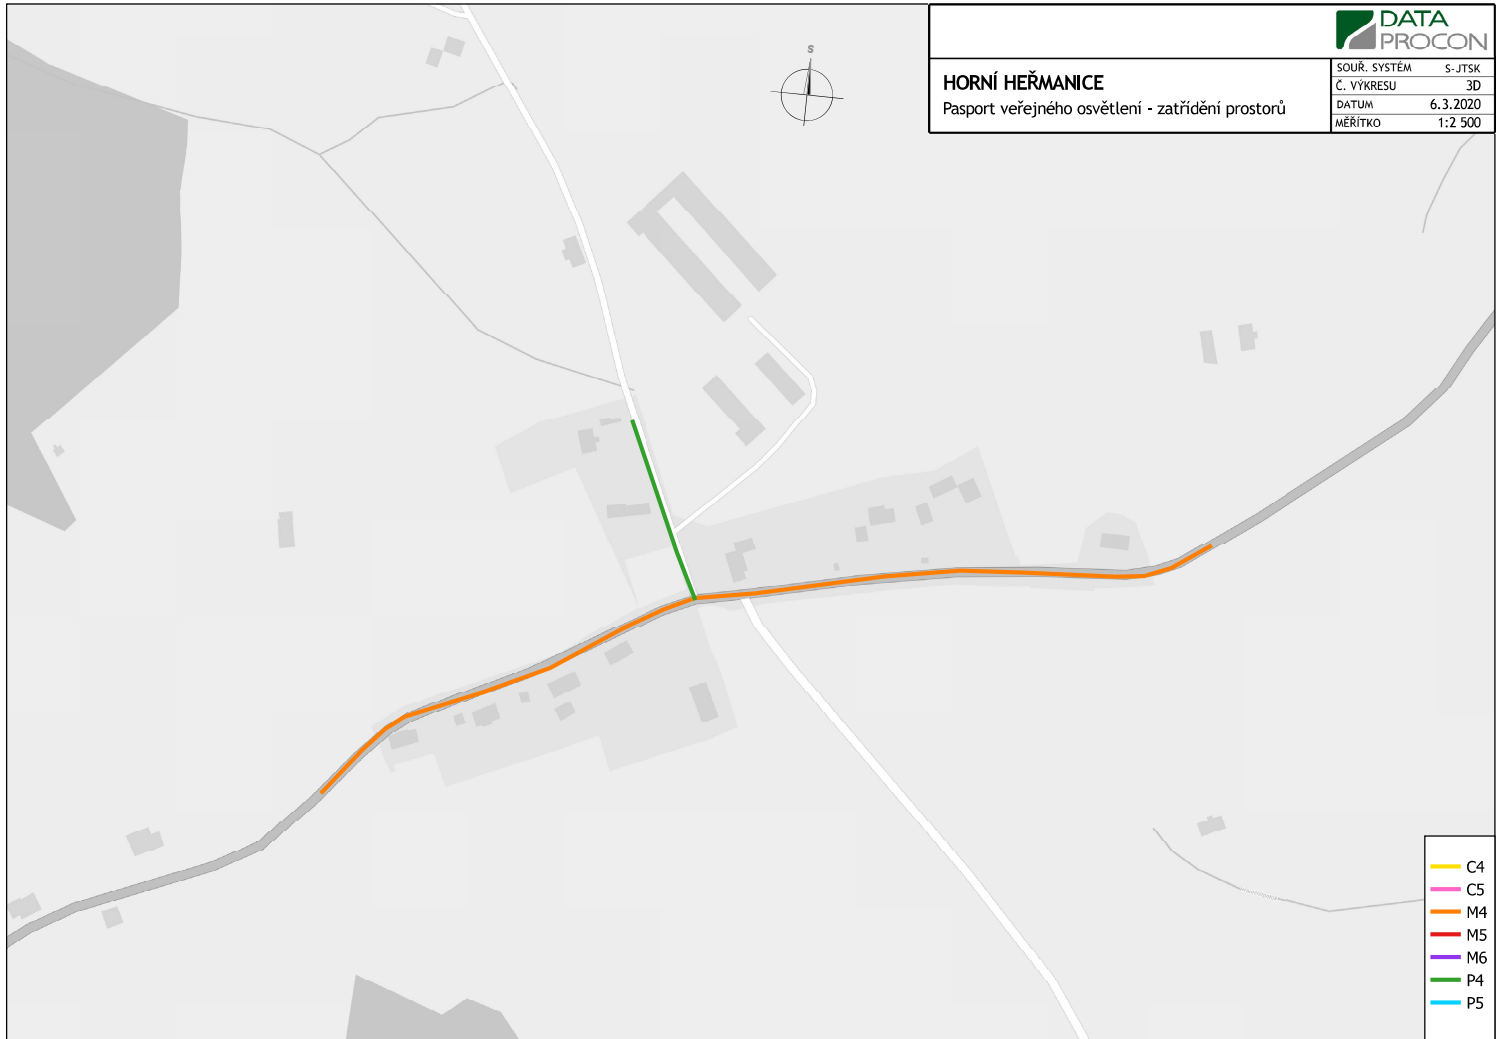 DATA
PROCON
S
HORNÍ HEŘMANICE
Pasport veřejného osvětlení - zatřídění prostorů
SOUŘ. SYSTÉM S-JTSK
Č. VÝKRESU 3D
DATUM 6.3.2020
MĚŘÍTKO 1:2 500
C4
C5
M4
M5
M6
P4
P5